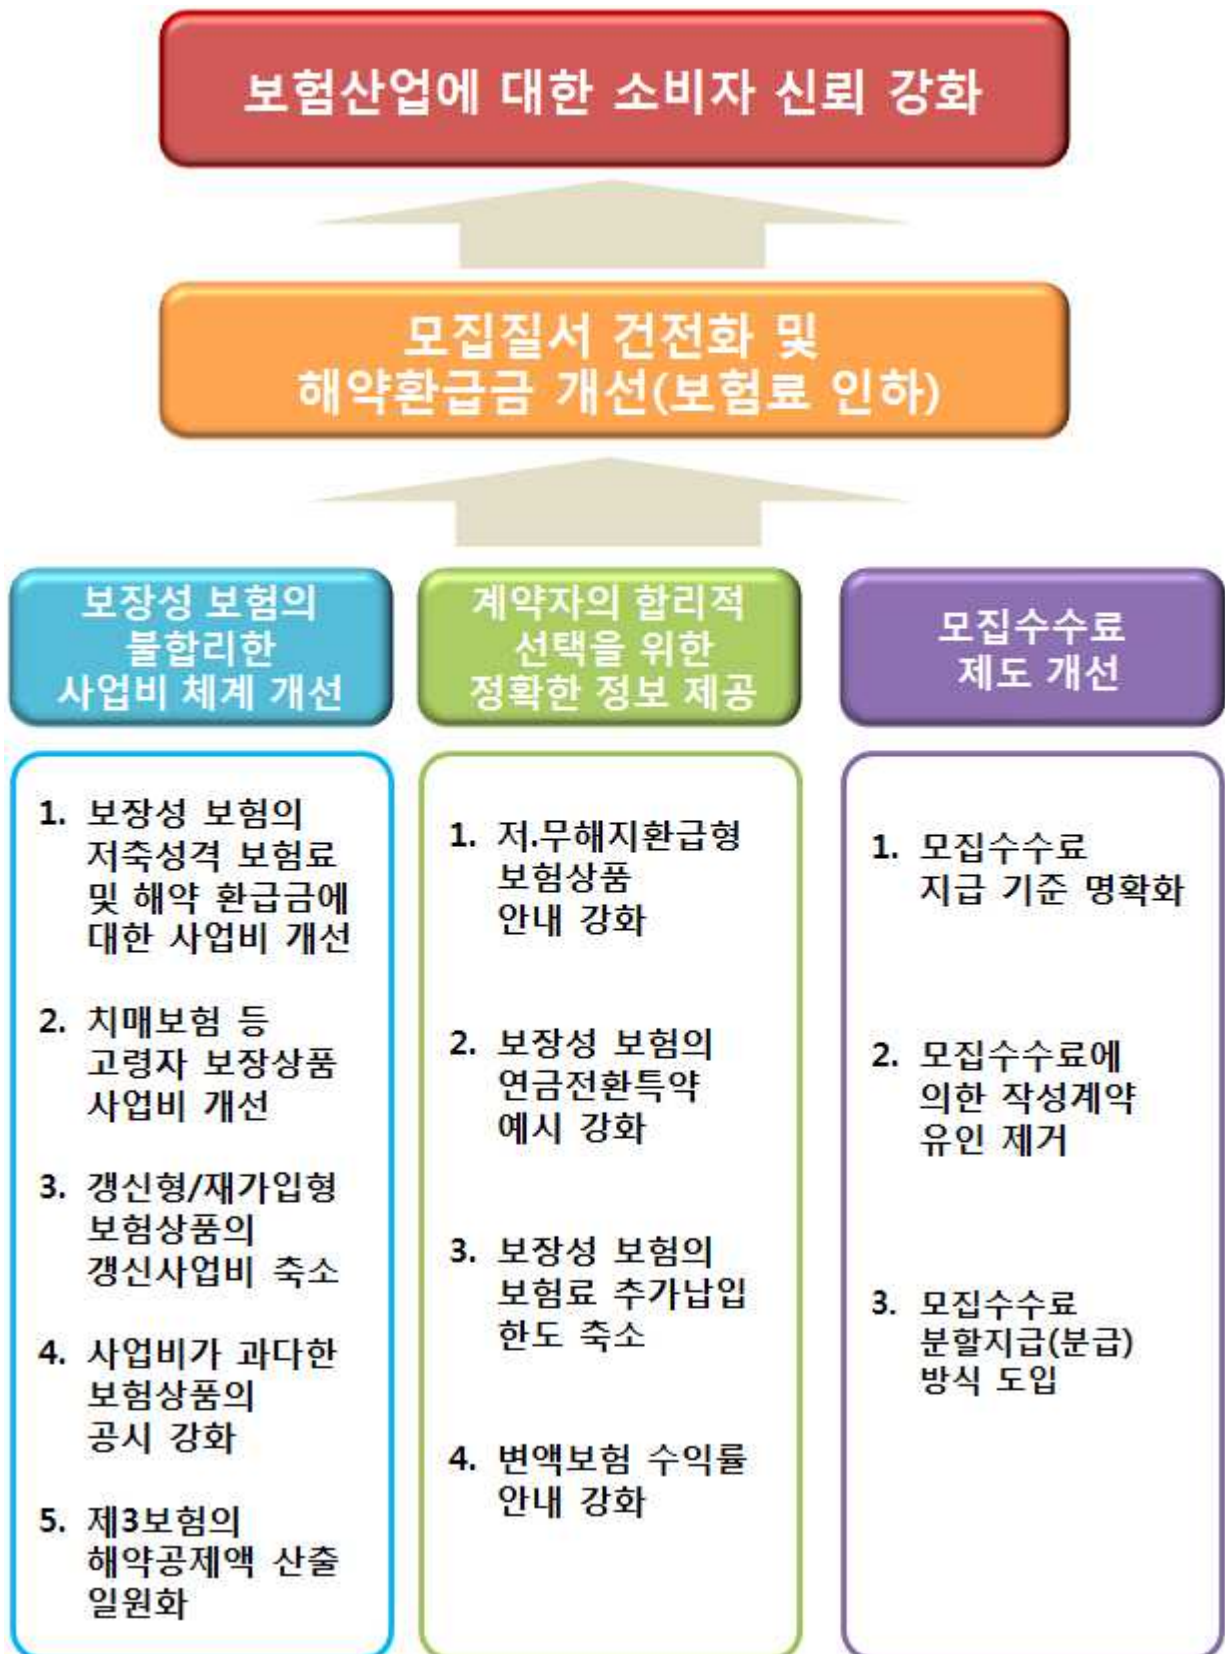 보험산업에 대한 소비자 신뢰 강화
모집질서 건전화 및
해약환급금 개선(보험료 인하)
보장성 보험의
불합리한
사업비 체계 개선
1. 보장성 보험의
저축성격 보험료
및 해약 환급금에
대한 사업비 개선
2. 치매보험 등
고령자 보장상품
사업비 개선
3. 갱신형/재가입형
보험상품의
갱신사업비 축소
4. 사업비가 과다한
보험상품의
공시 강화
5. 제3보험의
해약공제액 산출
일원화
계약자의 합리적
선택을 위한
정확한 정보 제공
1. 저.무해지환급형
보험상품
안내 강화
2. 보장성 보험의
연금전환특약
예시 강화
3. 보장성 보험의
보험료 추가납입
한도 축소
4. 변액보험 수익률
안내 강화
모집수수료
제도 개선
1. 모집수수료
지급 기준 명확화
2. 모집수수료에
의한 작성계약
유인 제거
3. 모집수수료
분할지급(분급)
방식 도입